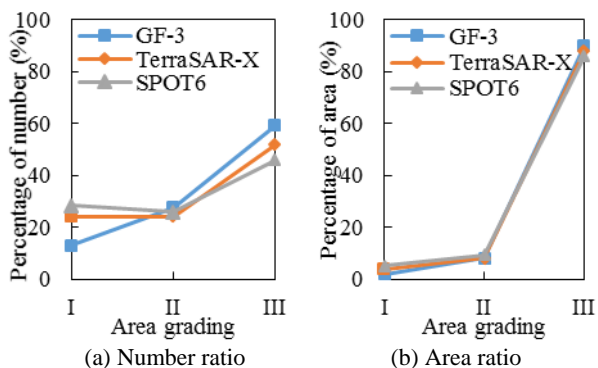 Percentage of number (%)
100
80
60
40
20
0
GF-3
TerraSAR-X
SPOT6
I II III
Area grading
(a) Number ratio
Percentage of area (%)
100
80
60
40
20
0
GF-3
TerraSAR-X
SPOT6
I II III
Area grading
(b) Area ratio